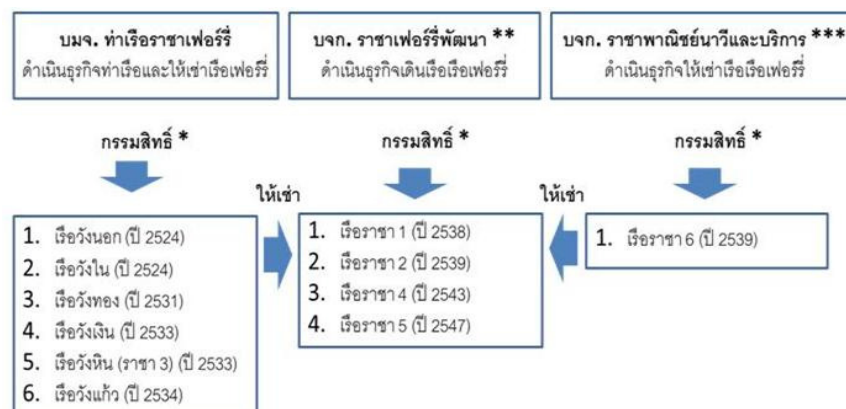 บมจ. ท่าเรือราชาเฟอร์รี่
ดำเนินธุรกิจท่าเรือและให้เช่าเรือเฟอร์รี่
บจก. ราชาเฟอร์รี่พัฒนา **
ดำเนินธุรกิจเดินเรือเรือเฟอร์รี่
บจก. ราชาพาณิชย์นาวีและบริการ ***
ดำเนินธุรกิจให้เช่าเรือเรือเฟอร์รี่
กรรมสิทธิ์ *
กรรมสิทธิ์ *
กรรมสิทธิ์ *
ให้เช่า
ให้เช่า
1. เรือวังนอก (ปี 2524)
2. เรือวังใน (ปี 2524)
3. เรือวังทอง (ปี 2531)
4. เรือวังเงิน (ปี 2533)
5. เรือวังหิน (ราชา 3) (ปี 2533)
6. เรือวังแก้ว (ปี 2534)
1. เรือราชา 1 (ปี 2538)
2. เรือราชา 2 (ปี 2539)
3. เรือราชา 4 (ปี 2543)
4. เรือราชา 5 (ปี 2547)
1. เรือราชา 6 (ปี 2539)